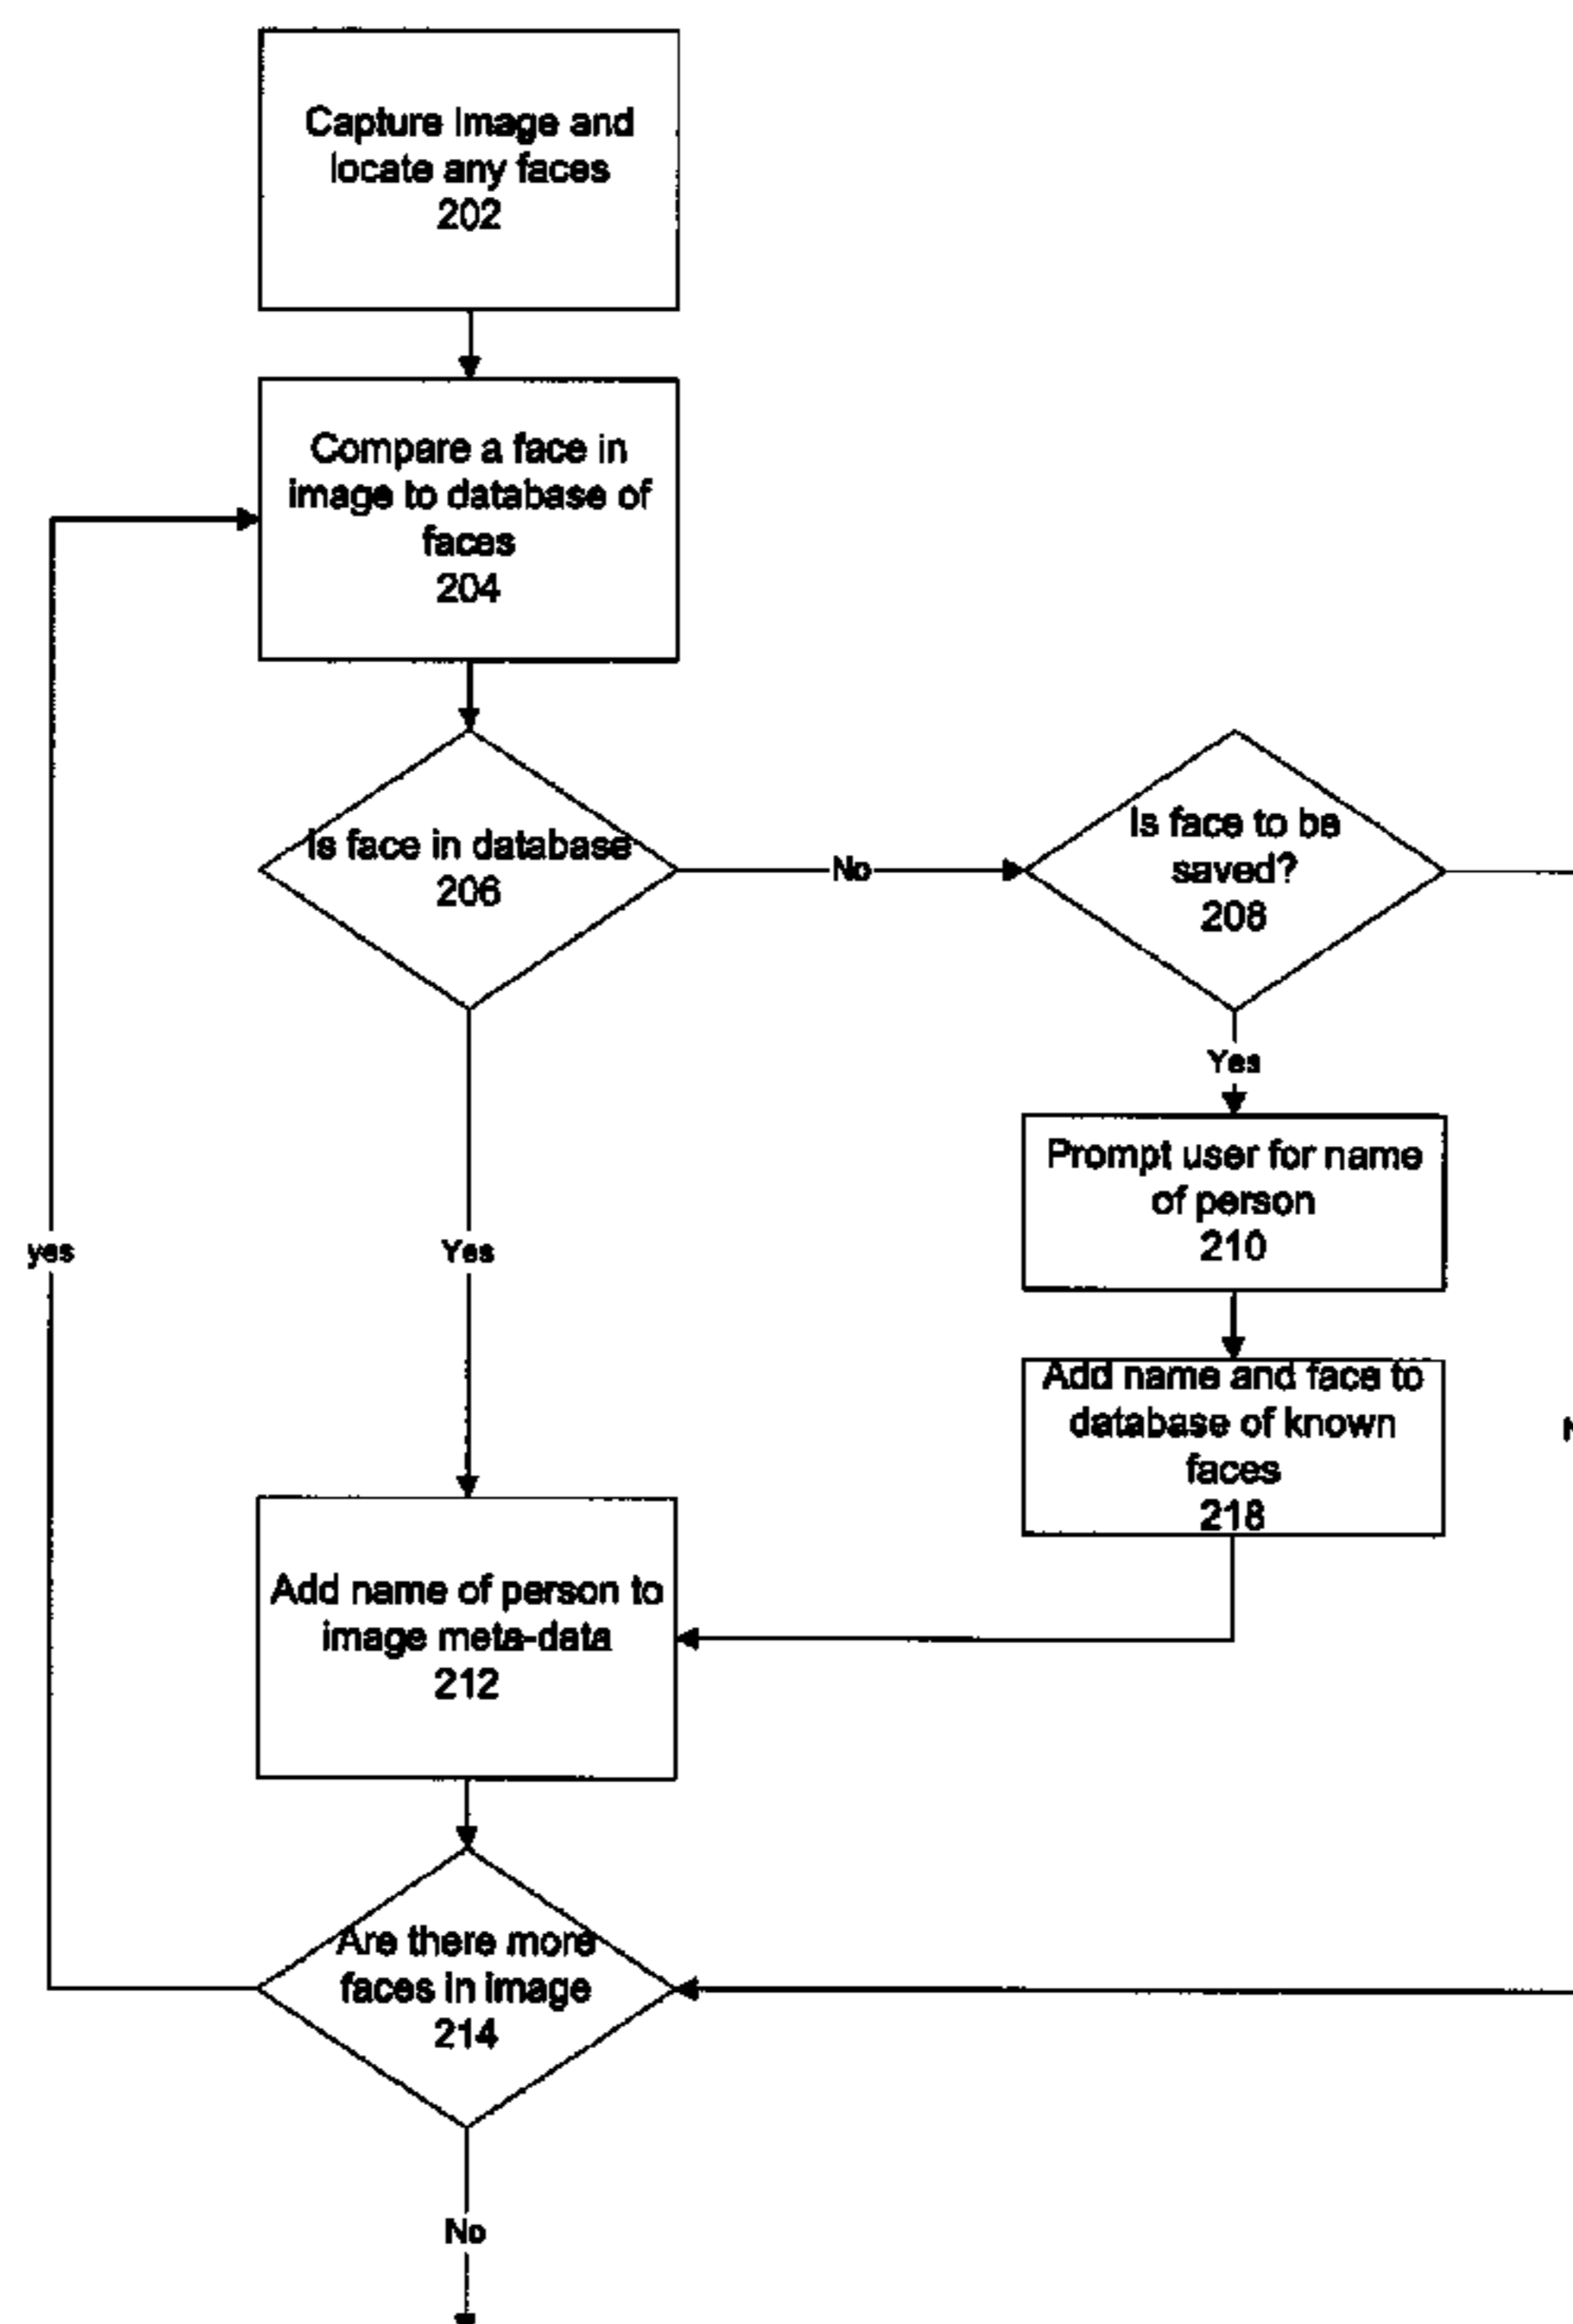 Capture Image and
locate any faces
202
Compare a face in
image to database of
faces
204
Is face in database
206
No
Is face to be
saved?
208
Yes
Prompt user for name
of person
210
yes
Yes
Add name and face to
database of known
faces
218
Add name of person to
image meta-data
212
Are there more
faces in image
214
No